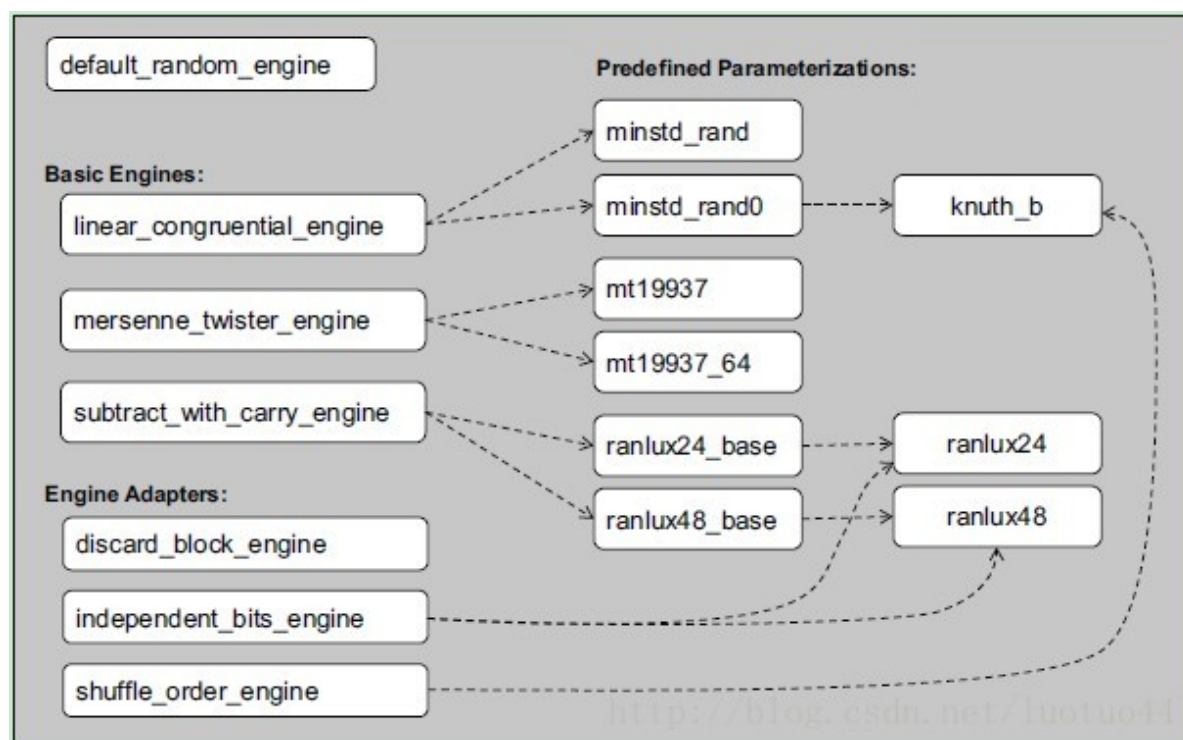 default_random_engine
Predefined Parameterizations:
minstd_rand
Basic Engines:
linear_congruential_engine
minstd_rand0
knuth_b
mersenne_twister_engine
mt19937
mt19937_64
subtract_with_carry_engine
ranlux24_base
ranlux24
Engine Adapters:
ranlux48_base
ranlux48
discard_block_engine
independent_bits_engine
shuffle_order_engine
http://blog.csdn.net/luotuo44